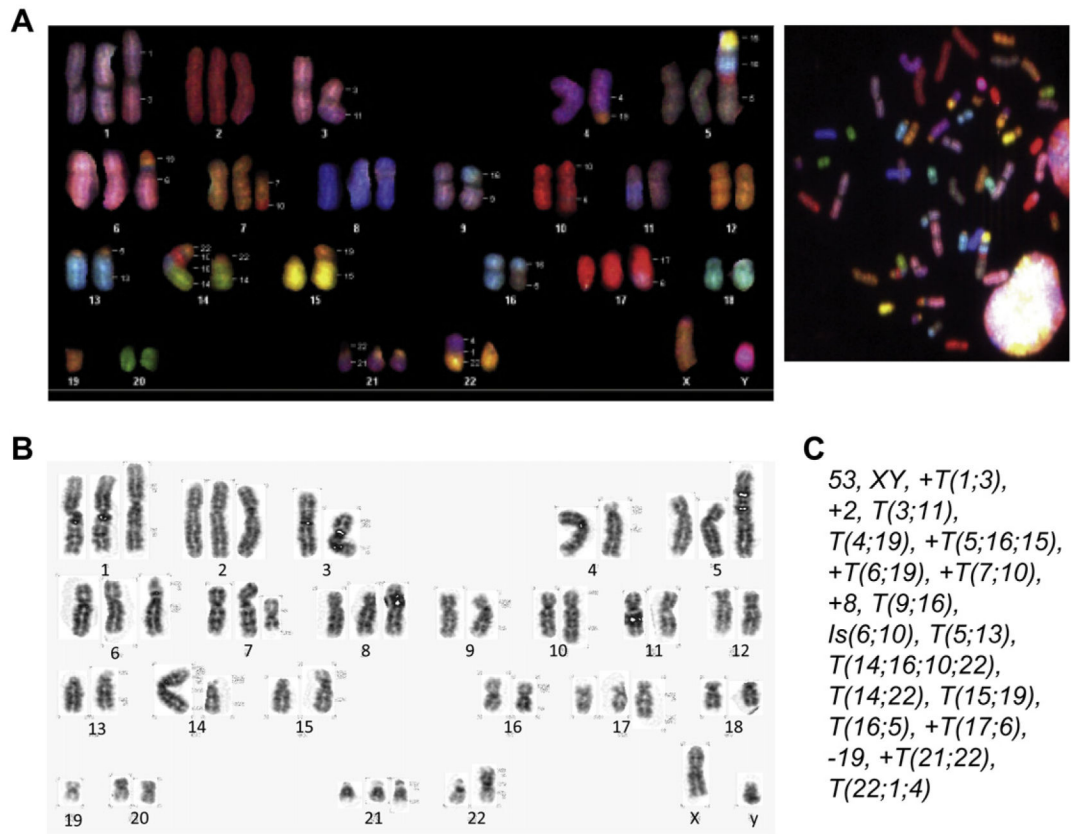 A
1
3
3
11
4
19
15
16
5
1 2 3 4 5
19
6
7
10
16
9
10
6
6 7 8 9 10 11 12
5
13
22
10
16
14
22
14
19
15
16
5
17
6
13 14 15 16 17 18
22
21
4
1
22
19 20 21 22 X Y
B
1 2 3 4 5
6 7 8 9 10 11 12
13 14 15 16 17 18
19 20 21 22 X y
C
53, XY, +T(1;3),
+2, T(3;11),
T(4;19), +T(5;16;15),
+T(6;19), +T(7;10),
+8, T(9;16),
Is(6;10), T(5;13),
T(14;16;10;22),
T(14;22), T(15;19),
T(16;5), +T(17;6),
-19, +T(21;22),
T(22;1;4)